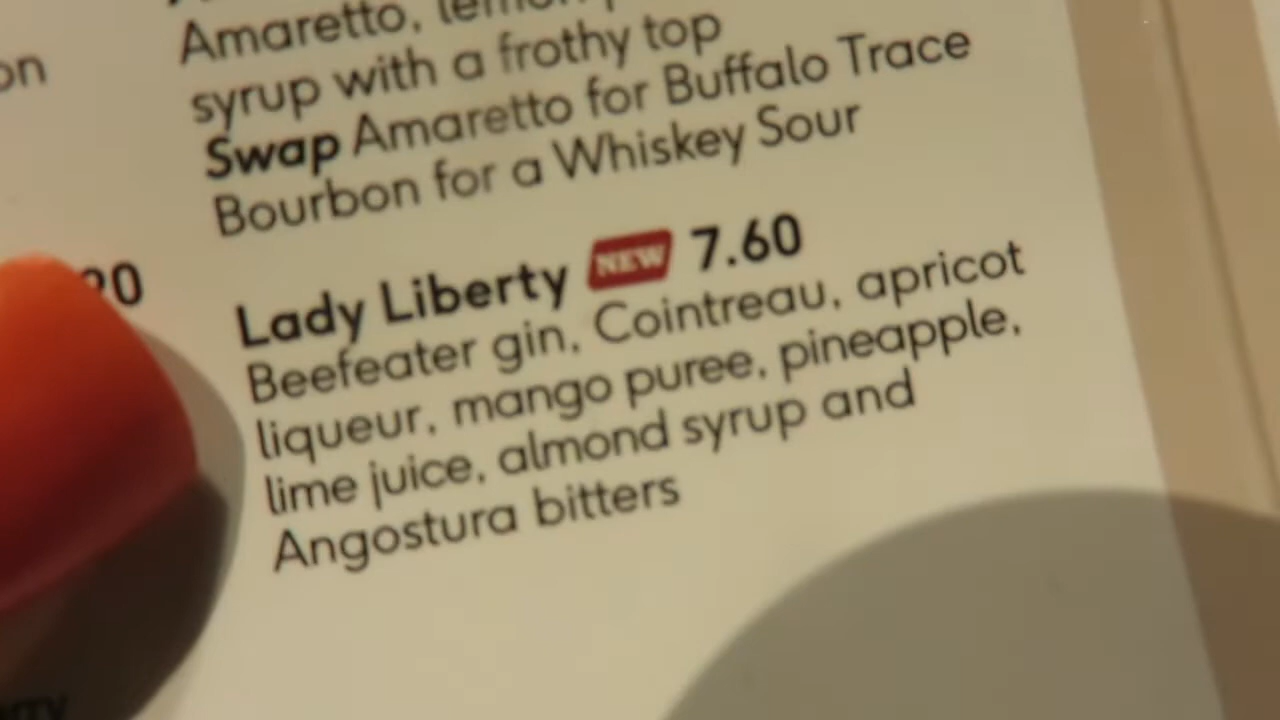 Amaretto,
syrup with a frothy top
Swap Amaretto for Buffalo Trace
Bourbon for a Whiskey Sour
Lady Liberty NEW 7.60
Beefeater gin, Cointreau, apricot
liqueur, mango puree, pineapple,
lime juice, almond syrup and
Angostura bitters